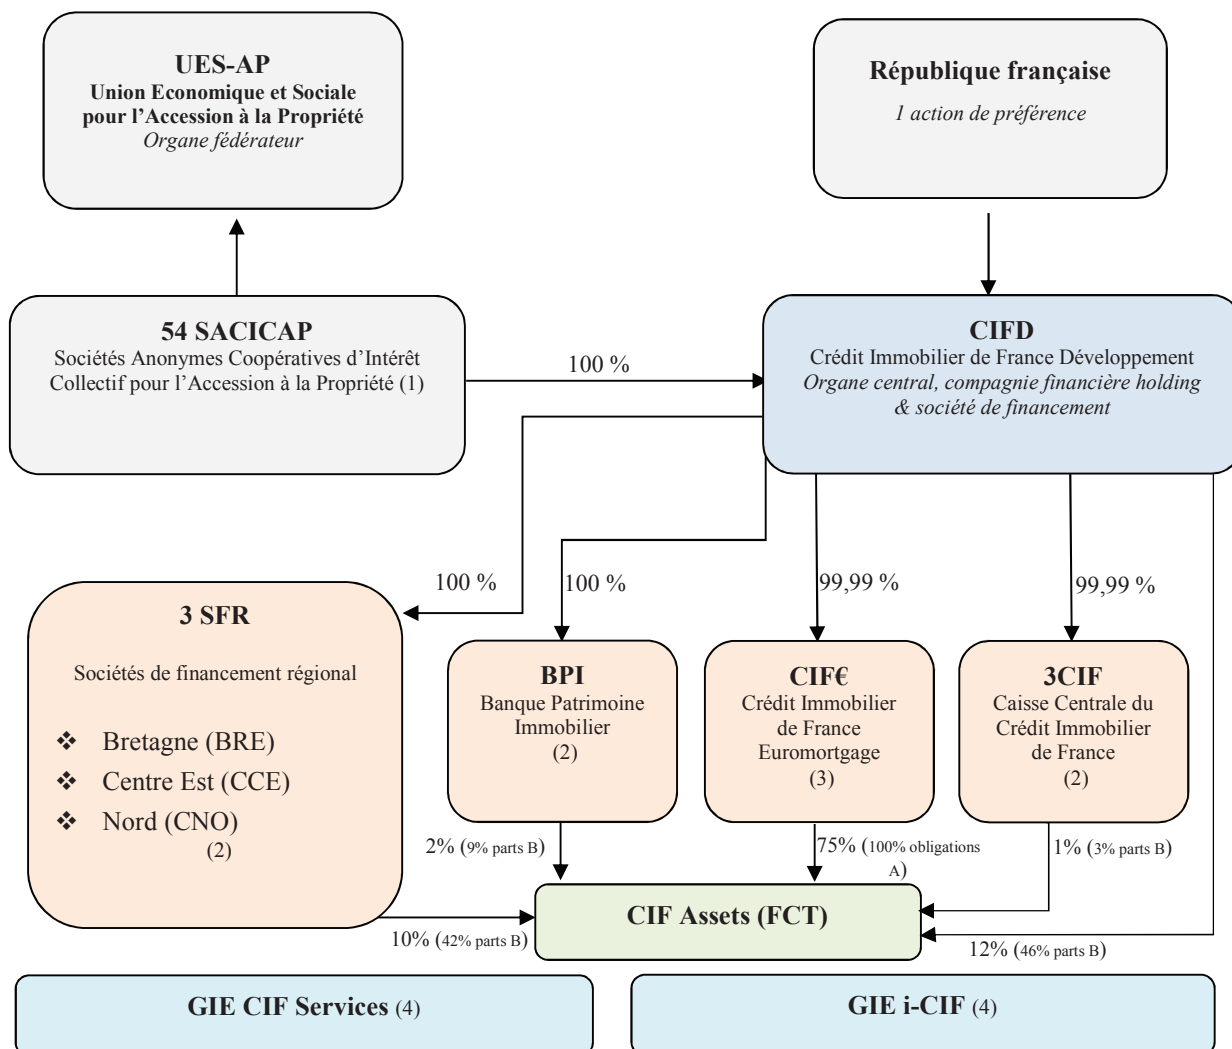 UES-AP
Union Economique et Sociale
pour l’Accession à la Propriété
Organe fédérateur
République française
1 action de préférence
54 SACICAP
Sociétés Anonymes Coopératives d’Intérêt
Collectif pour l’Accession à la Propriété (1)
100 %
CIFD
Crédit Immobilier de France Développement
Organe central, compagnie financière holding
& société de financement
100 %
100 %
99,99 %
99,99 %
3 SFR
Sociétés de financement régional
❖ Bretagne (BRE)
❖ Centre Est (CCE)
❖ Nord (CNO)
(2)
BPI
Banque Patrimoine
Immobilier
(2)
CIF€
Crédit Immobilier
de France
Euromortgage
(3)
3CIF
Caisse Centrale du
Crédit Immobilier
de France
(2)
2% (9% parts B)
75% (100% obligations
A)
1% (3% parts B)
CIF Assets (FCT)
10% (42% parts B)
12% (46% parts B)
GIE CIF Services (4)
GIE i-CIF (4)